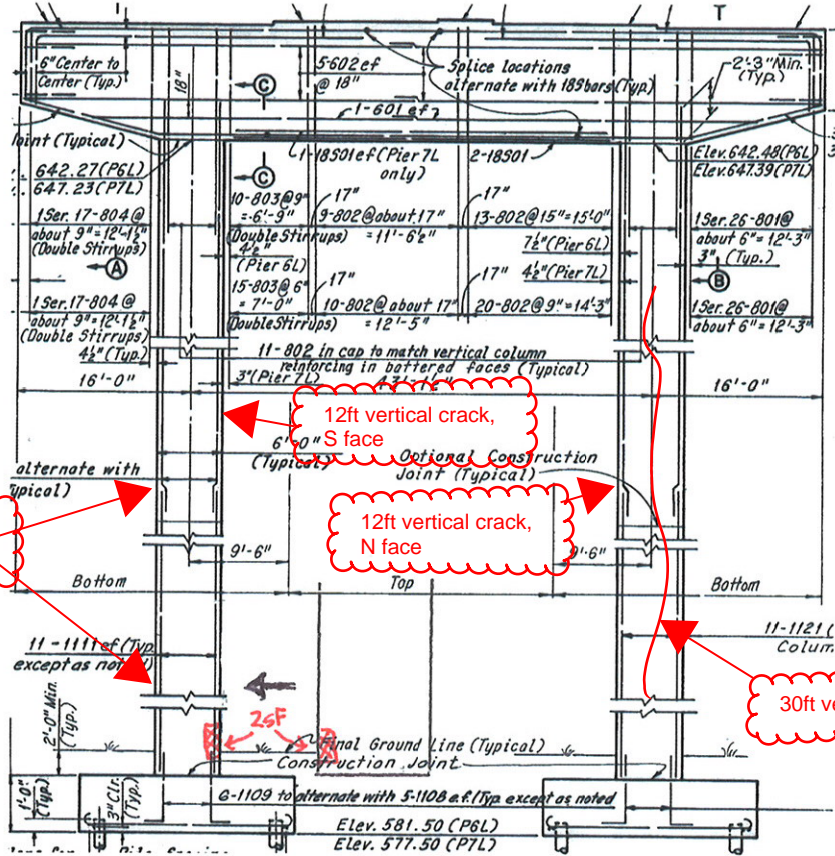 T
6" Center to
Center (Typ.)
18"
C
5-602 ef
@ 18"
Splice locations
alternate with 18S bars (Typ.)
2'-3" Min.
(Typ.)
1-601 ef
Joint (Typical)
642.27 (P6L)
647.23 (P7L)
C
1-18S01 ef (Pier 7L
only)
2-18S01
Elev. 642.48 (P6L)
Elev. 647.39 (P7L)
1 Ser. 17-804 @
about 9" = 12'-1½"
(Double Stirrups)
10-803 @ 9"
= 6'-9"
(Double Stirrups)
4½"
(Pier 6L)
17"
9-802 @ about 17"
= 11'-6½"
17"
13-802 @ 15" = 15'-0"
7½" (Pier 6L)
1 Ser. 26-801 @
about 6" = 12'-3"
3" (Typ.)
A
B
1 Ser. 17-804 @
about 9" = 12'-1½"
(Double Stirrups)
4½" (Typ.)
15-803 @ 6"
= 7'-0"
(Double Stirrups)
17"
10-802 @ about 17"
= 12'-5"
17"
4½" (Pier 7L)
20-802 @ 9" = 14'-3"
1 Ser. 26-801 @
about 6" = 12'-3"
11-802 in cap to match vertical column
reinforcing in battered faces (Typical)
3" (Pier 7L)
16'-0"
16'-0"
12ft vertical crack,
S face
6'-0"
(Typical)
Optional Construction
Joint (Typical)
alternate with
ypical)
12ft vertical crack,
N face
9'-6"
9'-6"
Bottom
Top
Bottom
11-1111 ef (Typ.
except as noted)
11-1121
Colum
30ft ve
2'-0" Min.
(Typ.)
2SF
Final Ground Line (Typical)
Construction Joint
1'-0"
(Typ.)
3" Clr.
(Typ.)
6-1109 to alternate with 5-1108 e.f. (Typ. except as noted
Elev. 581.50 (P6L)
Elev. 577.50 (P7L)